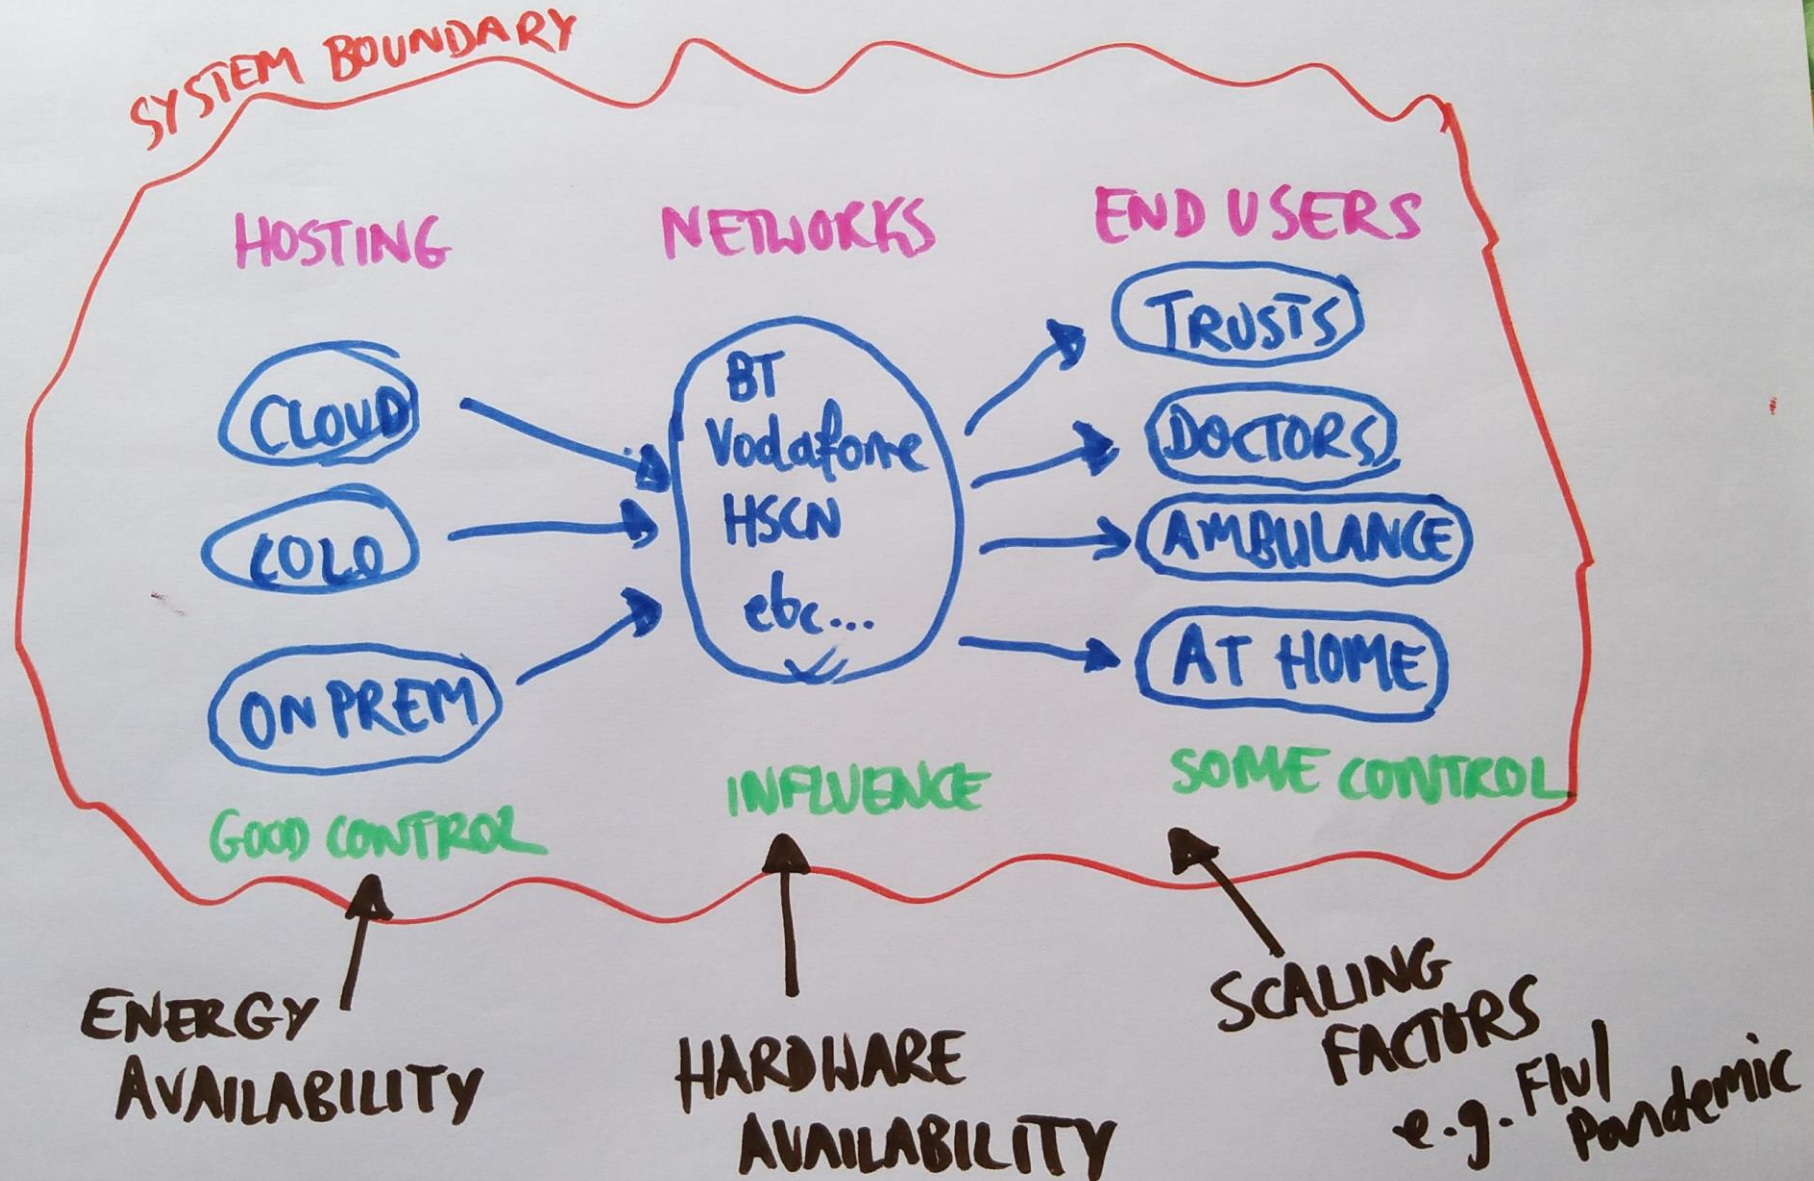 SYSTEM BOUNDARY
HOSTING
NETWORKS
END USERS
CLOUD
COLO
ON PREM
BT
Vodafone
HSCN
etc...
TRUSTS
DOCTORS
AMBULANCE
AT HOME
GOOD CONTROL
INFLUENCE
SOME CONTROL
ENERGY
AVAILABILITY
HARDWARE
AVAILABILITY
SCALING
FACTORS
e.g. Flu/
Pandemic